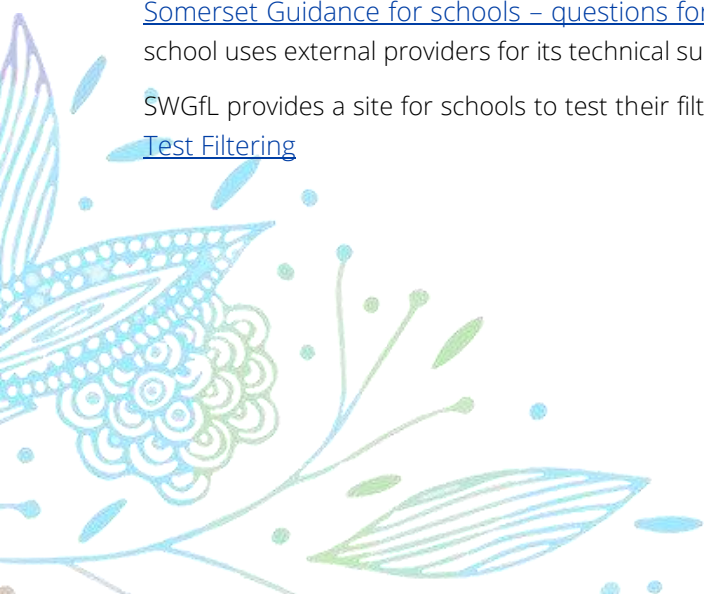 Somerset Guidance for schools – questions for
school uses external providers for its technical su
SWGfL provides a site for schools to test their filt
Test Filtering